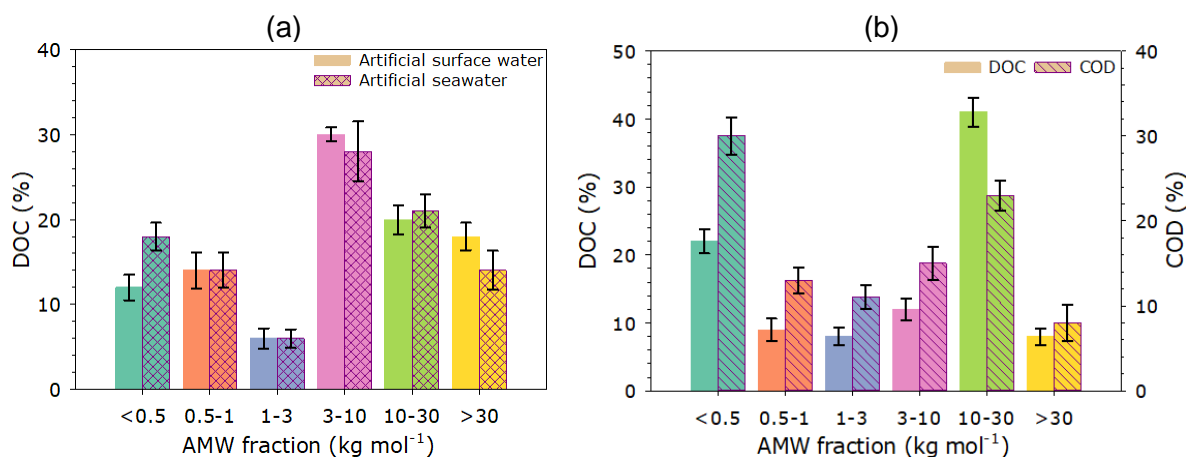 (a)
40
30
20
10
0
DOC (%)
Artificial surface water
Artificial seawater
<0.5 0.5-1 1-3 3-10 10-30 >30
AMW fraction (kg mol⁻¹)
(b)
50
40
30
20
10
0
DOC (%)
DOC COD
40
30
20
10
0
COD (%)
<0.5 0.5-1 1-3 3-10 10-30 >30
AMW fraction (kg mol⁻¹)